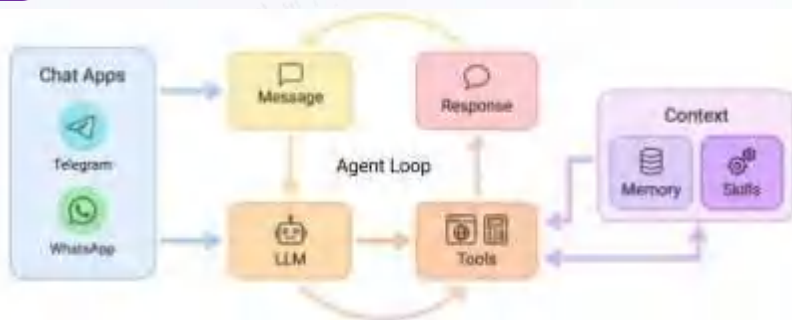 Chat Apps
Telegram
WhatsApp
Message
Response
Agent Loop
LLM
Tools
Context
Memory
Skills